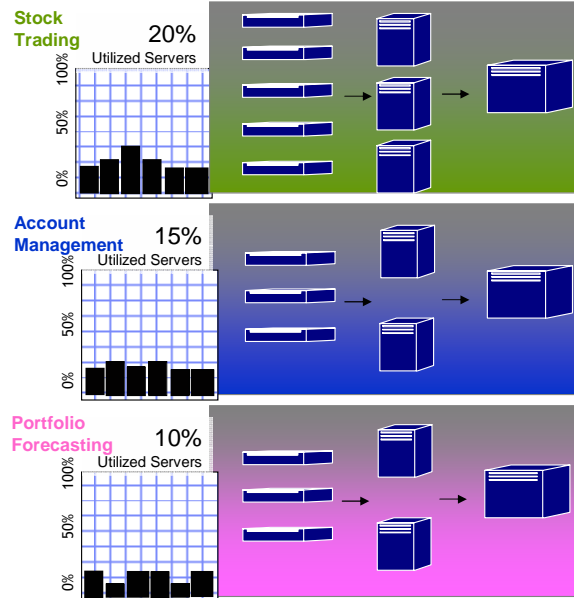 Stock
Trading
20%
Utilized Servers
100%
50%
0%
Account
Management
15%
Utilized Servers
100%
50%
0%
Portfolio
Forecasting
10%
Utilized Servers
100%
50%
0%